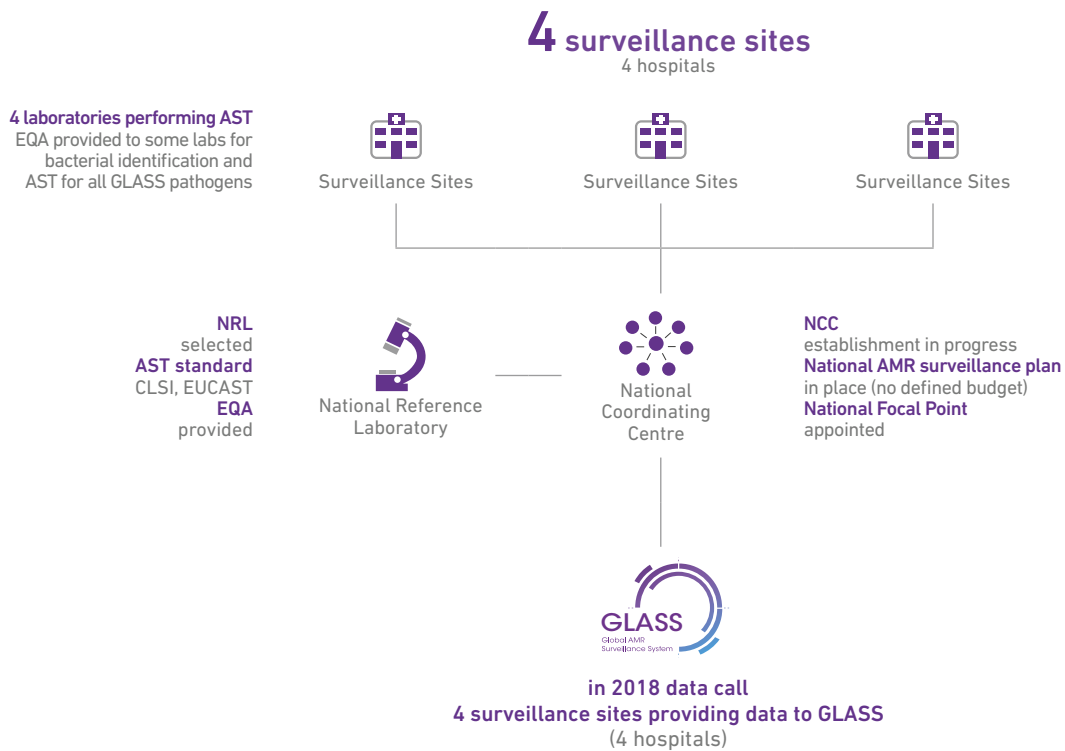 4 surveillance sites
4 hospitals
4 laboratories performing AST
EQA provided to some labs for
bacterial identification and
AST for all GLASS pathogens
Surveillance Sites
Surveillance Sites
Surveillance Sites
NRL
selected
AST standard
CLSI, EUCAST
EQA
provided
National Reference
Laboratory
National
Coordinating
Centre
NCC
establishment in progress
National AMR surveillance plan
in place (no defined budget)
National Focal Point
appointed
GLASS
Global AMR
Surveillance System
in 2018 data call
4 surveillance sites providing data to GLASS
(4 hospitals)